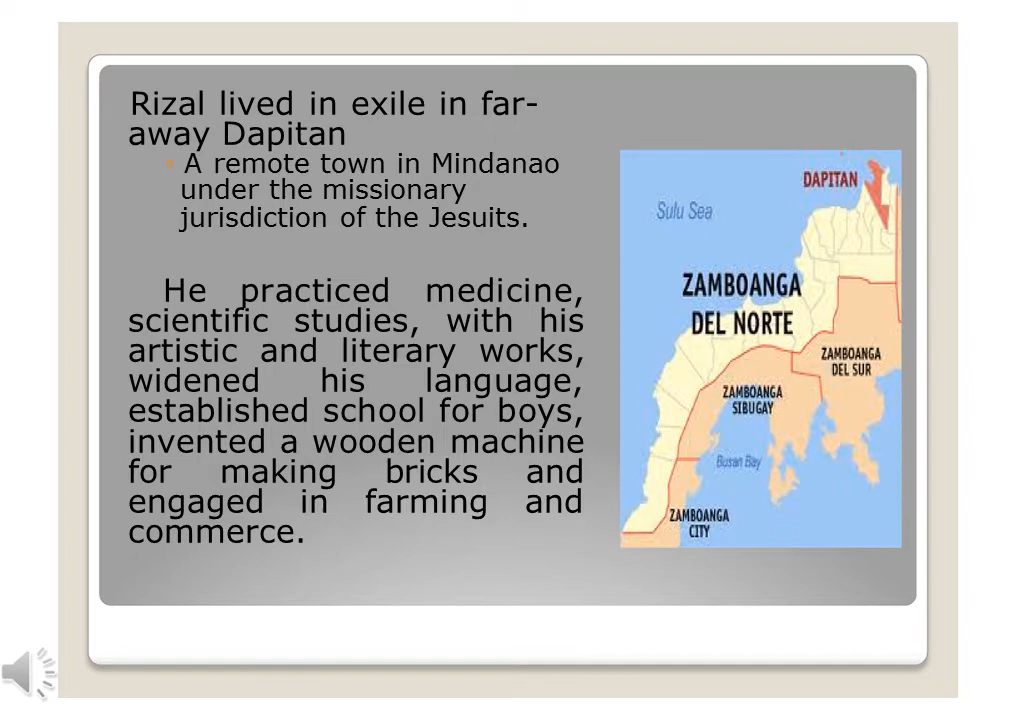 Rizal lived in exile in far-
away Dapitan
A remote town in Mindanao
under the missionary
jurisdiction of the Jesuits.
He practiced medicine,
scientific studies, with his
artistic and literary works,
widened his language,
established school for boys,
invented a wooden machine
for making bricks and
engaged in farming and
commerce.
DAPITAN
Sulu Sea
ZAMBOANGA
DEL NORTE
ZAMBOANGA
DEL SUR
ZAMBOANGA
SIBUGAY
Busan Bay
ZAMBOANGA
CITY